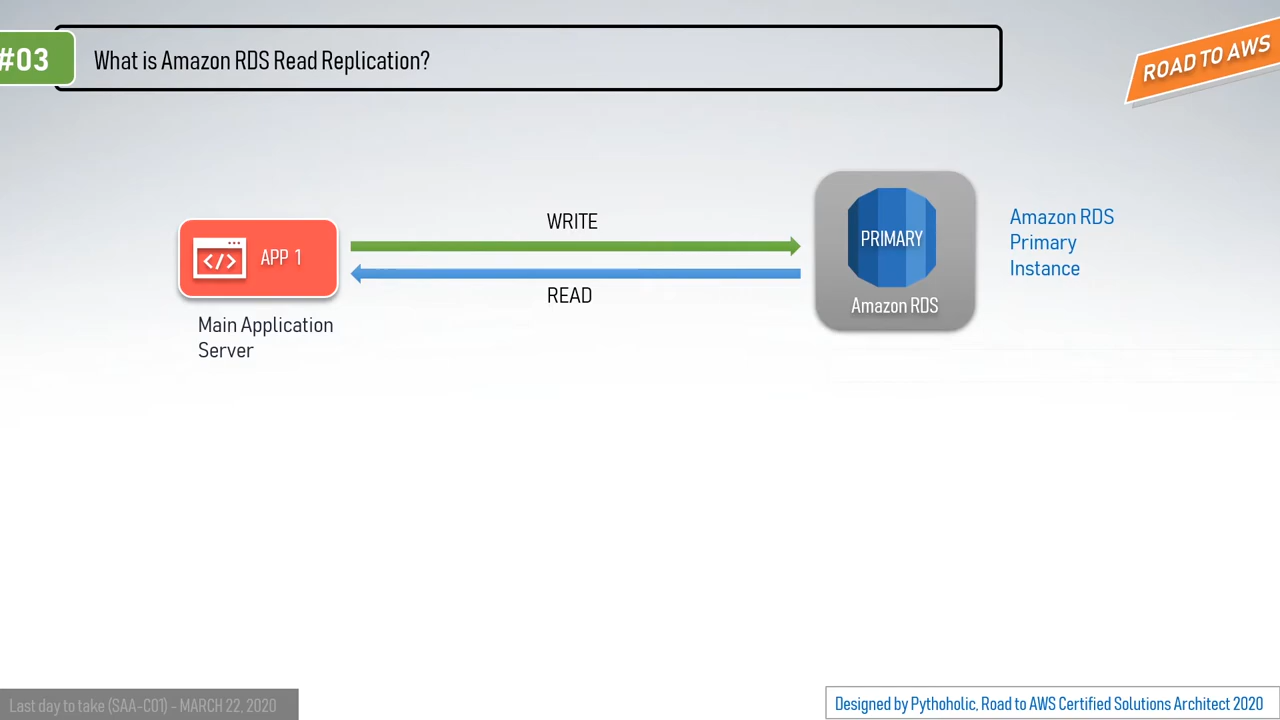 #03
What is Amazon RDS Read Replication?
ROAD TO AWS
WRITE
READ
</>
APP 1
Main Application
Server
PRIMARY
Amazon RDS
Amazon RDS
Primary
Instance
Last day to take (SAA-C01) - MARCH 22, 2020
Designed by Pythoholic, Road to AWS Certified Solutions Architect 2020